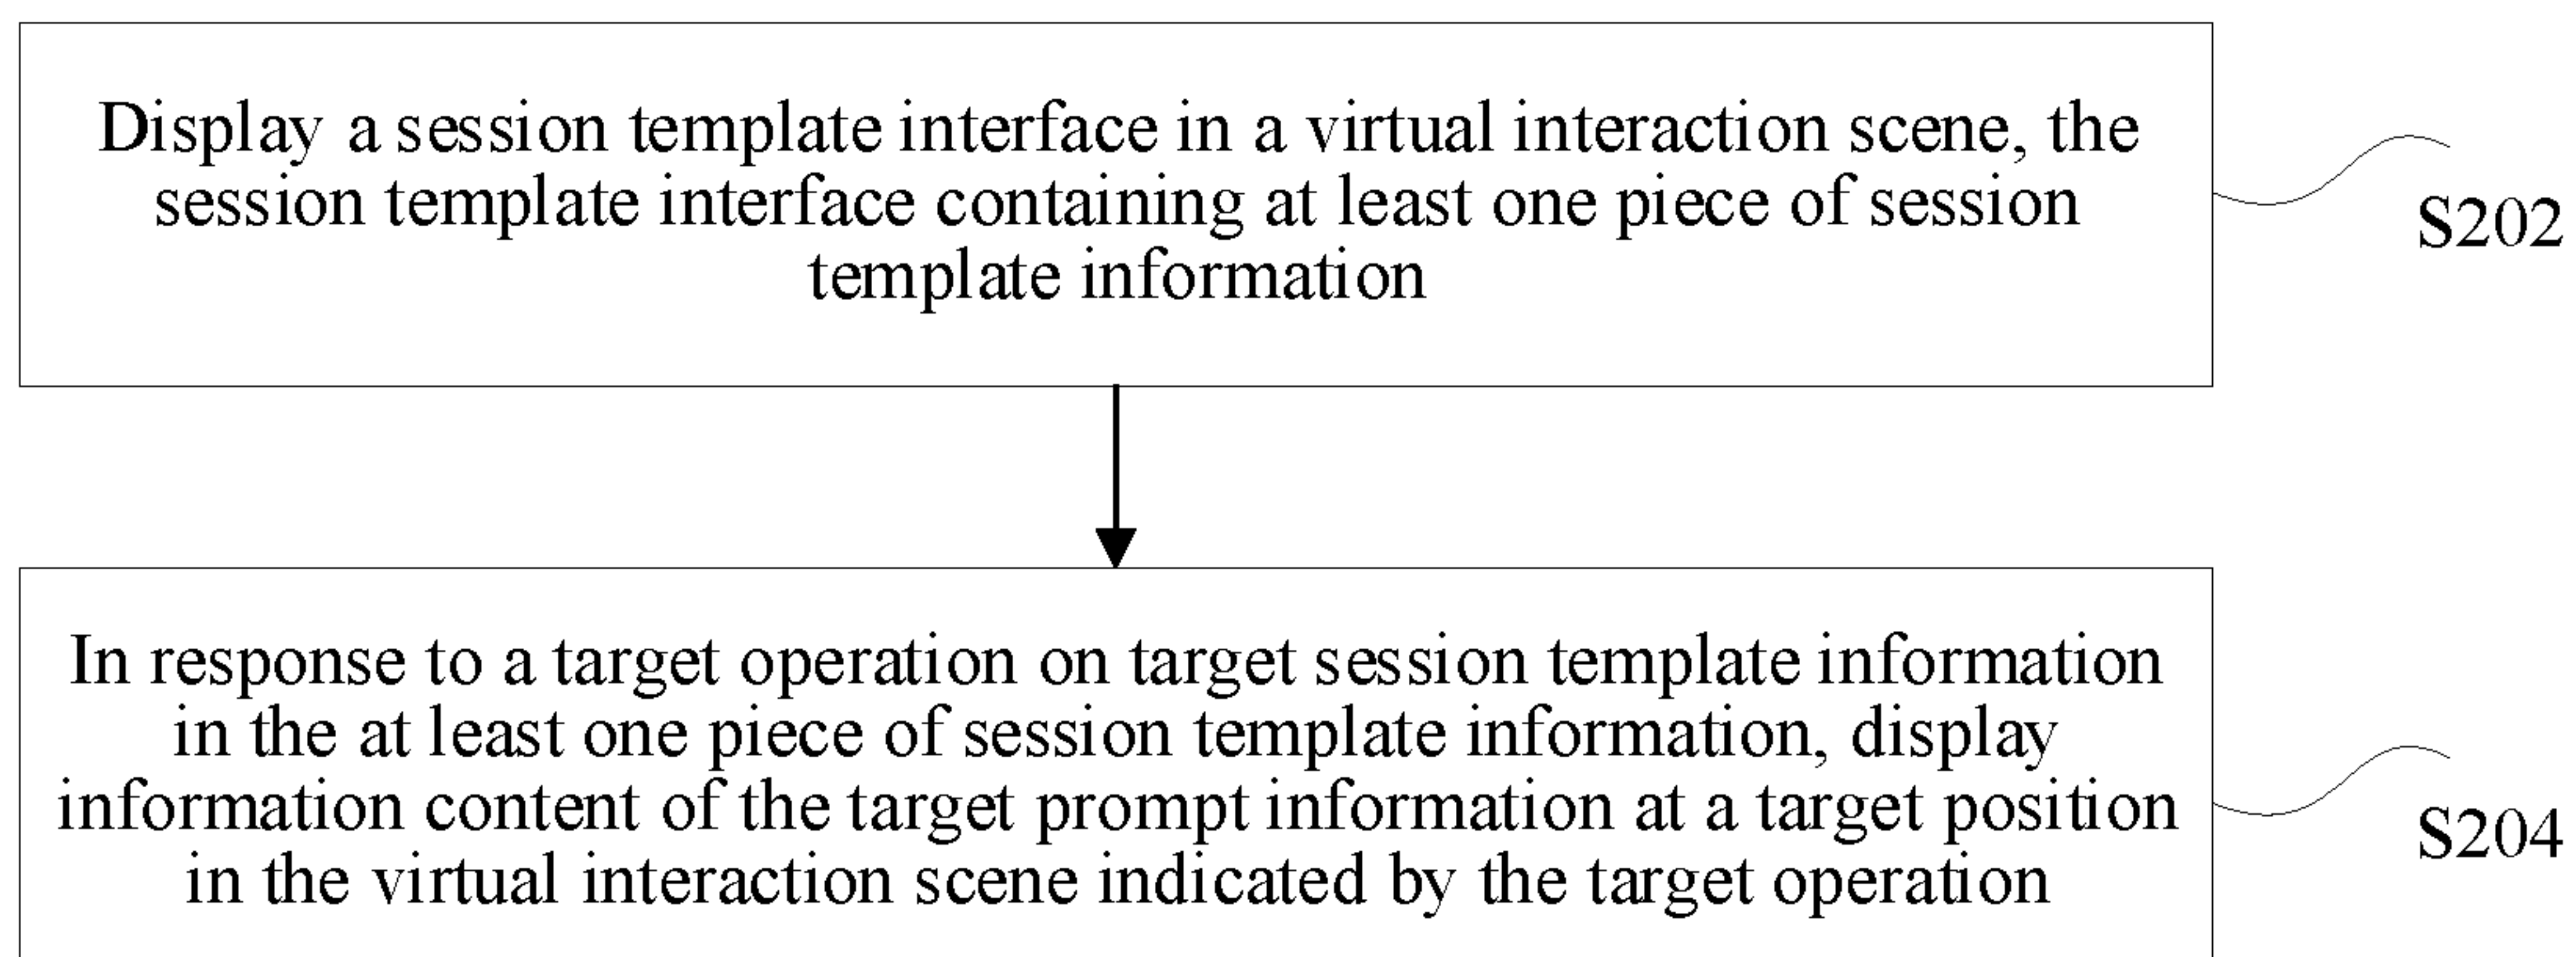 Display a session template interface in a virtual interaction scene, the
session template interface containing at least one piece of session
template information
S202
In response to a target operation on target session template information
in the at least one piece of session template information, display
information content of the target prompt information at a target position
in the virtual interaction scene indicated by the target operation
S204